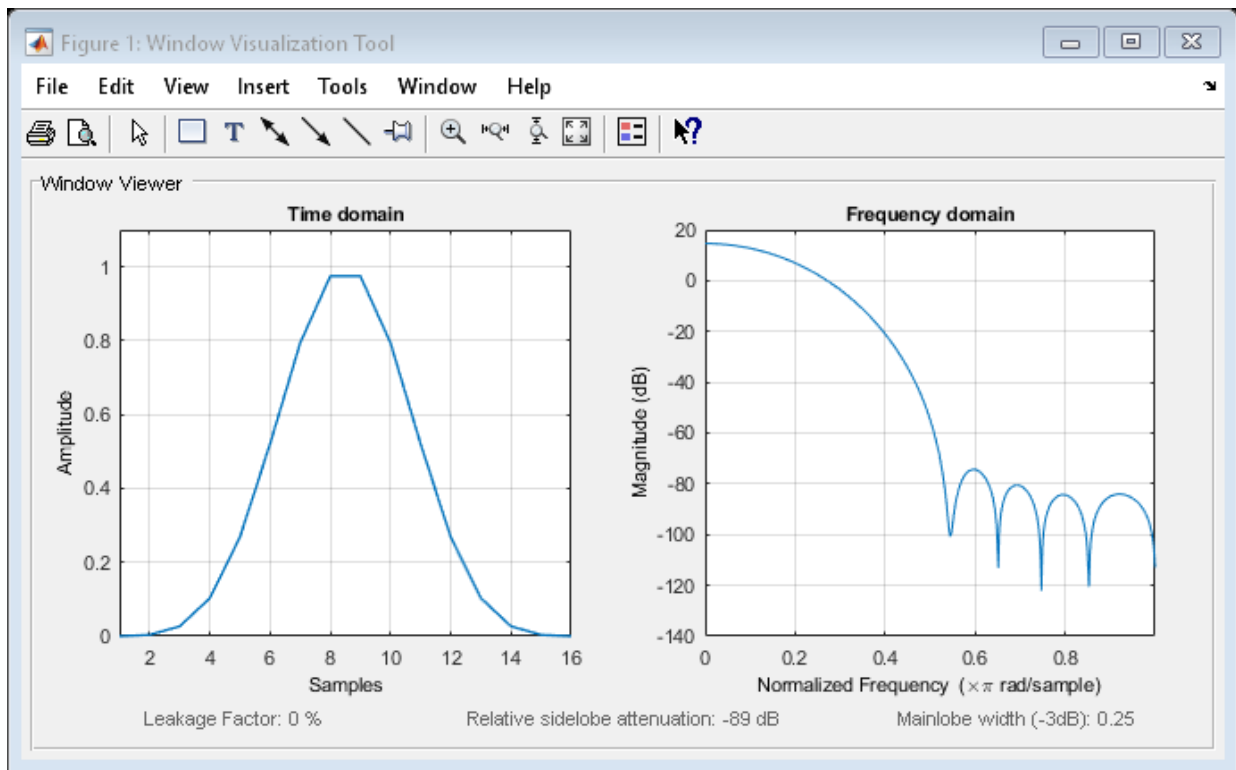 Figure 1: Window Visualization Tool
File Edit View Insert Tools Window Help
T
?
Window Viewer
Time domain
1
0.8
0.6
0.4
0.2
0
Amplitude
2 4 6 8 10 12 14 16
Samples
Frequency domain
20
0
-20
-40
-60
-80
-100
-120
-140
Magnitude (dB)
0 0.2 0.4 0.6 0.8
Normalized Frequency (×π rad/sample)
Leakage Factor: 0 % Relative sidelobe attenuation: -89 dB Mainlobe width (-3dB): 0.25